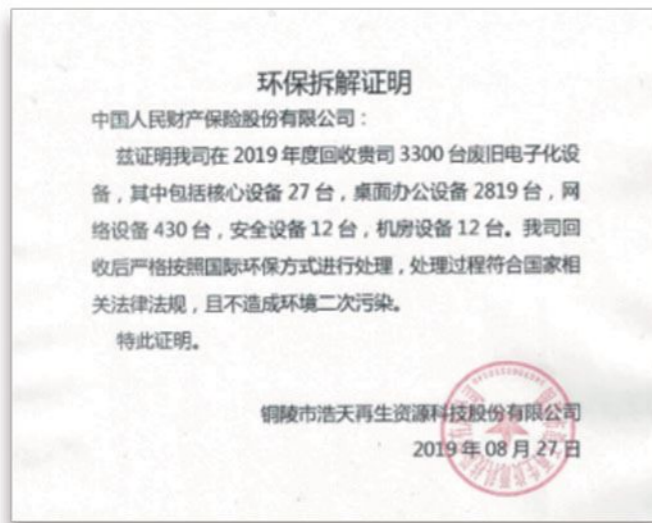 环保拆解证明
中国人民财产保险股份有限公司：
兹证明我司在 2019 年度回收贵司 3300 台废旧电子化设
备，其中包括核心设备 27 台，桌面办公设备 2819 台，网
络设备 430 台，安全设备 12 台，机房设备 12 台。我司回
收后严格按照国际环保方式进行处理，处理过程符合国家相
关法律法规，且不造成环境二次污染。
特此证明。
铜陵市浩天再生资源科技股份有限公司
2019 年 08 月 27 日